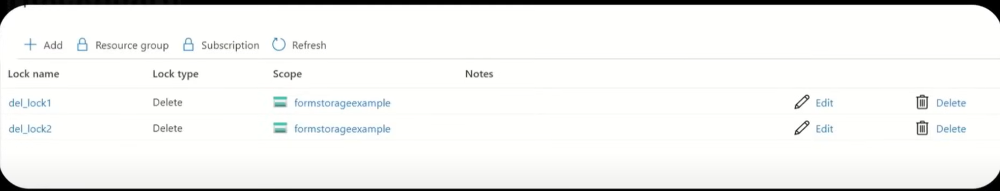 Add Resource group Subscription Refresh
Lock name Lock type Scope Notes
del_lock1 Delete formstorageexample Edit Delete
del_lock2 Delete formstorageexample Edit Delete